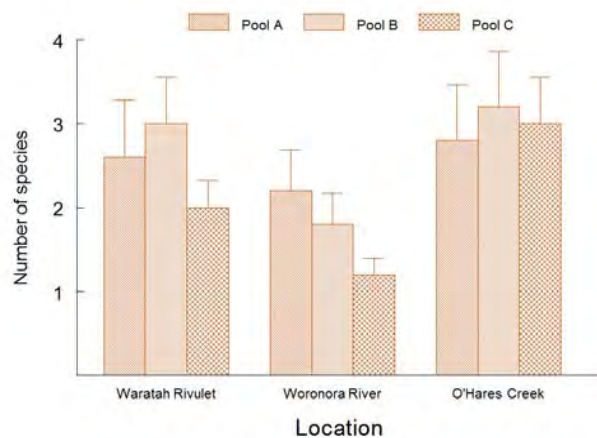 Pool A Pool B Pool C
4
3
2
1
Number of species
Waratah Rivulet Woronora River O'Hares Creek
Location